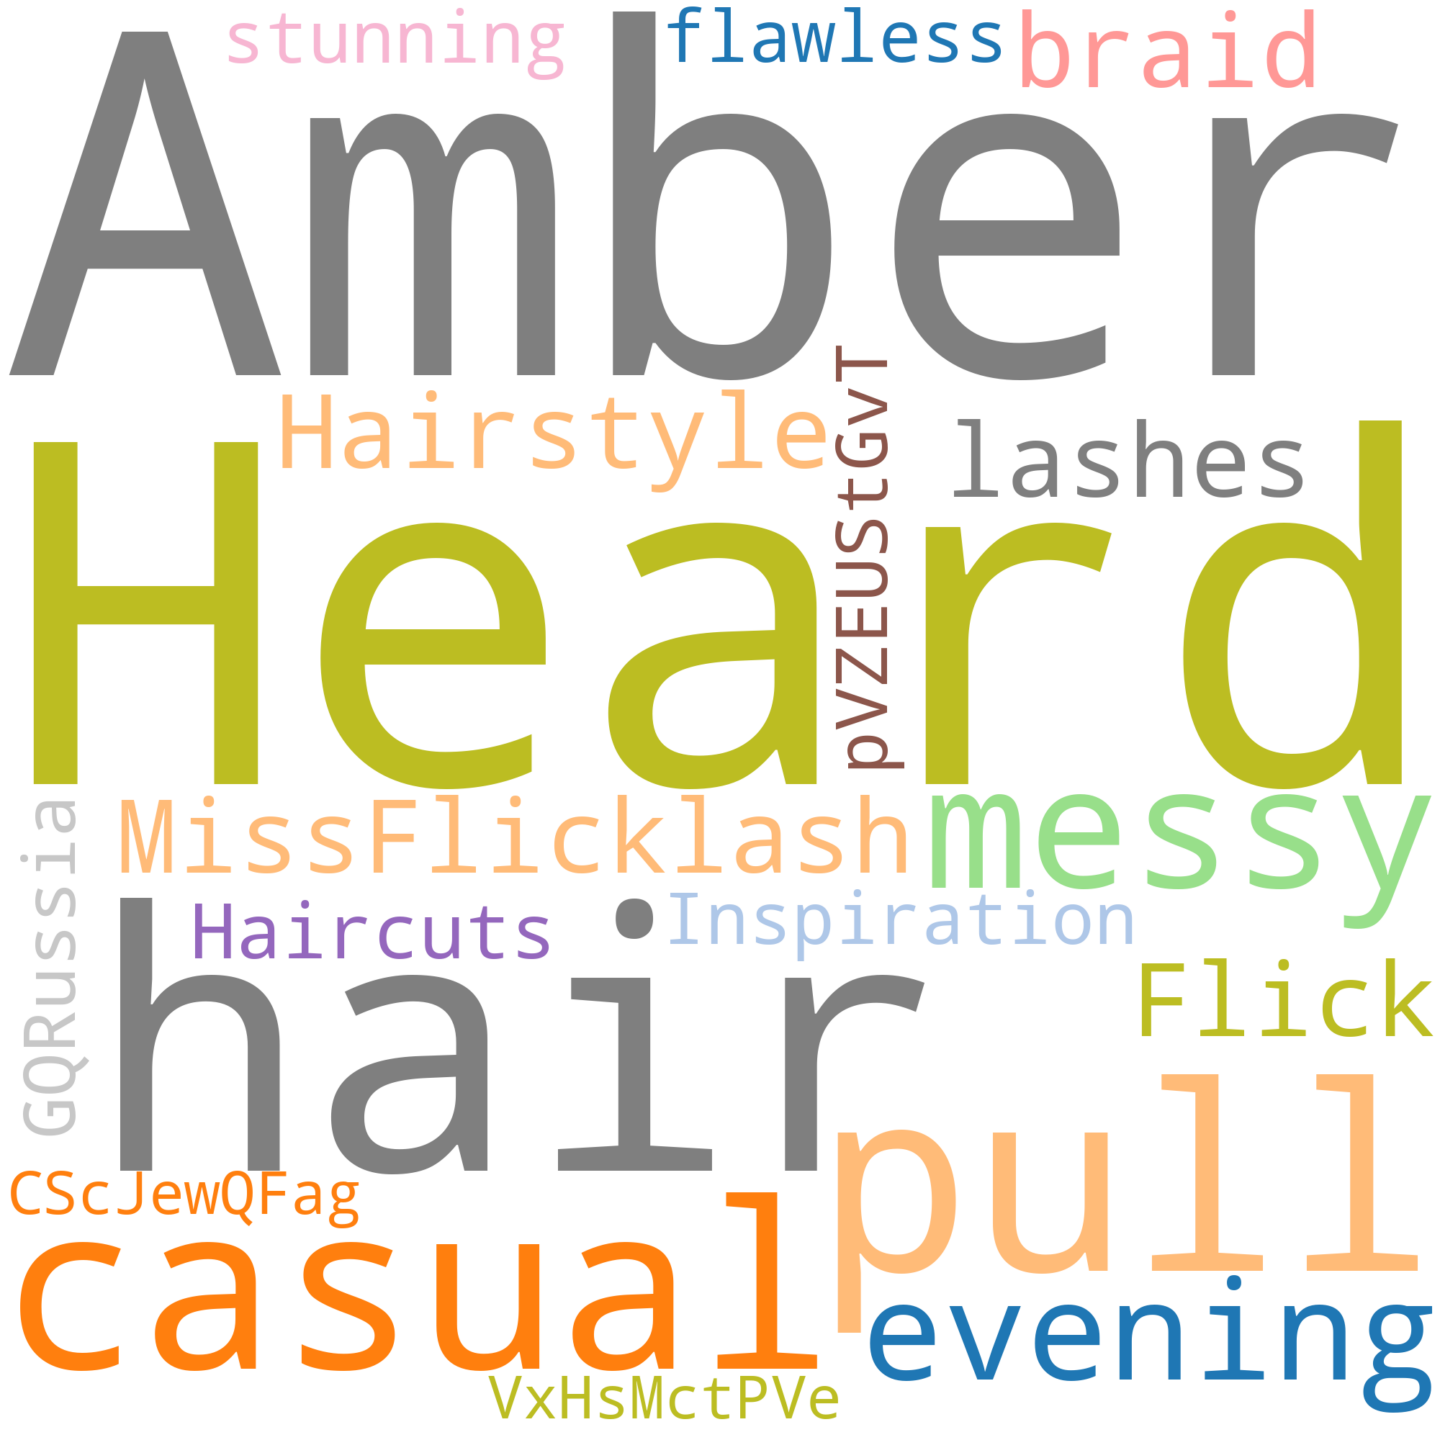 stunning flawless braid
Amber
Hairstyle lashes
pVZEUStGvT
Heard
MissFlicklash messy
GQRussia
Haircuts Inspiration
hair
Flick
pull
CScJewQFag
casual
evening
VxHsMctPVe